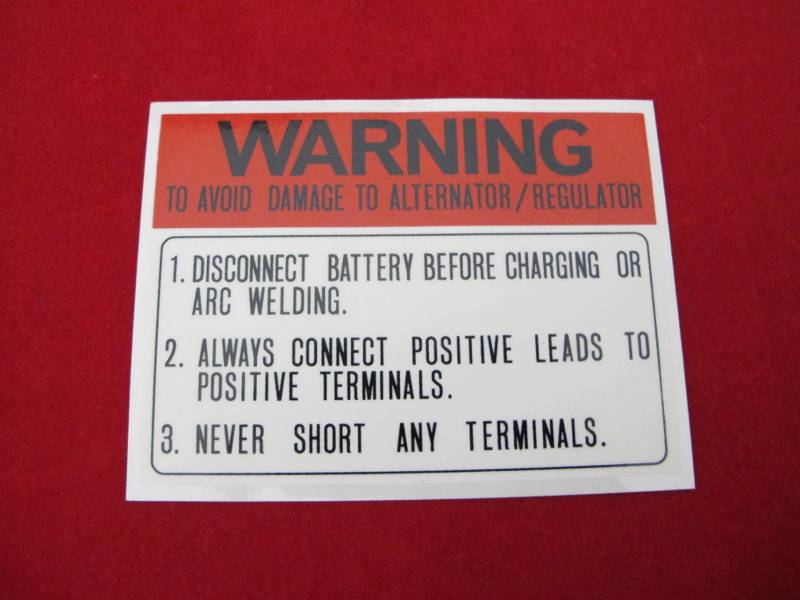 WARNING
TO AVOID DAMAGE TO ALTERNATOR/REGULATOR
1. DISCONNECT BATTERY BEFORE CHARGING OR
ARC WELDING.
2. ALWAYS CONNECT POSITIVE LEADS TO
POSITIVE TERMINALS.
3. NEVER SHORT ANY TERMINALS.